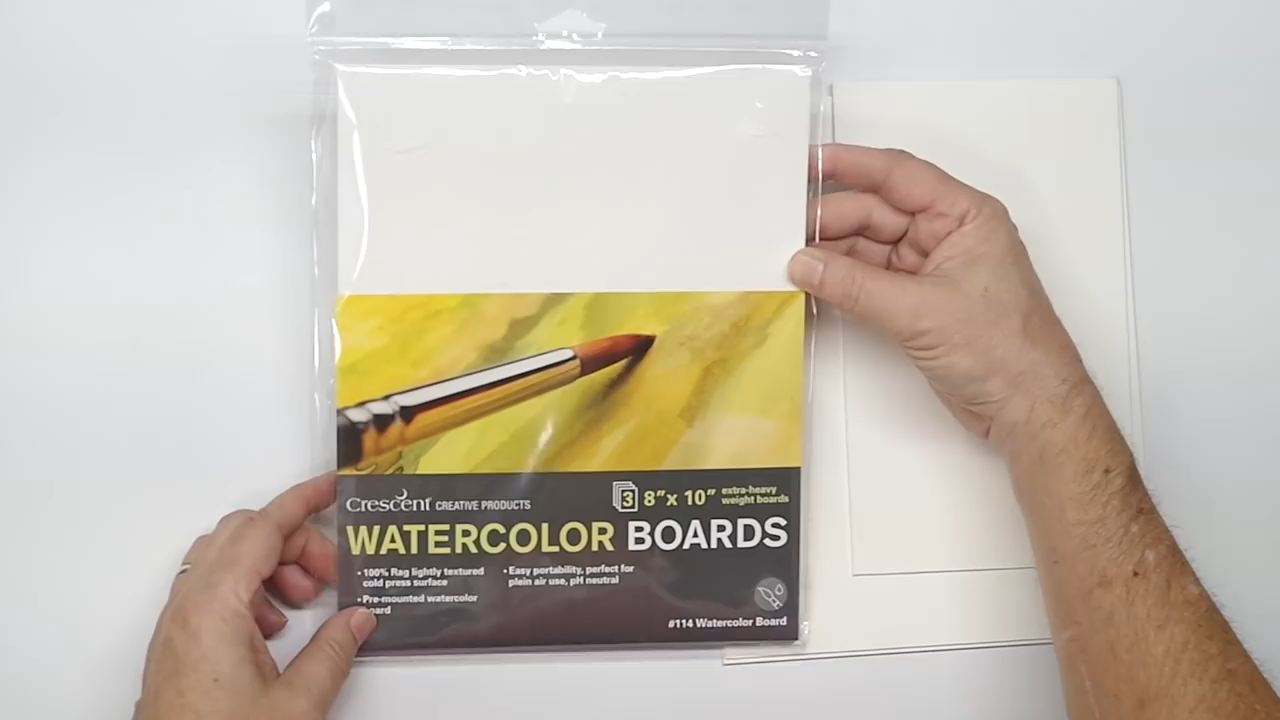 Crescent CREATIVE PRODUCTS
3 8"x 10" extra-heavy
weight boards
WATERCOLOR BOARDS
• 100% Rag lightly textured
cold press surface
• Pre-mounted watercolor
• Easy portability, perfect for
plein air use, pH neutral
#114 Watercolor Board